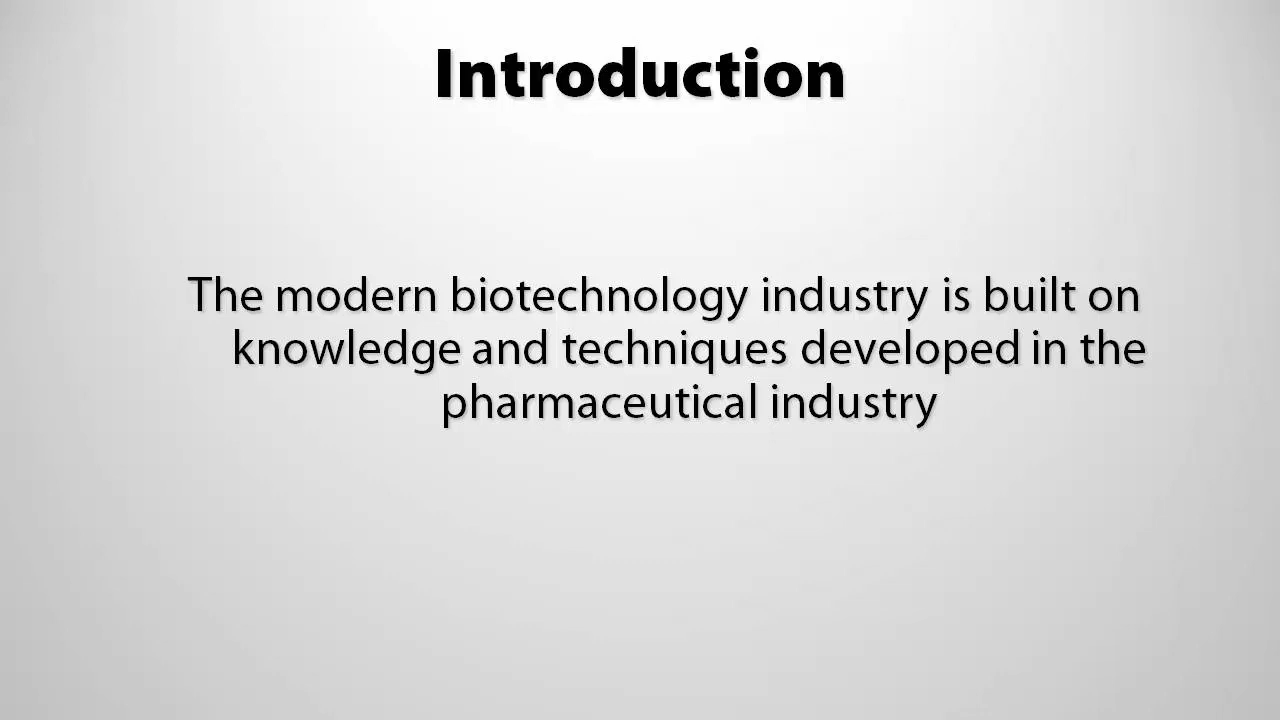 Introduction
The modern biotechnology industry is built on
knowledge and techniques developed in the
pharmaceutical industry